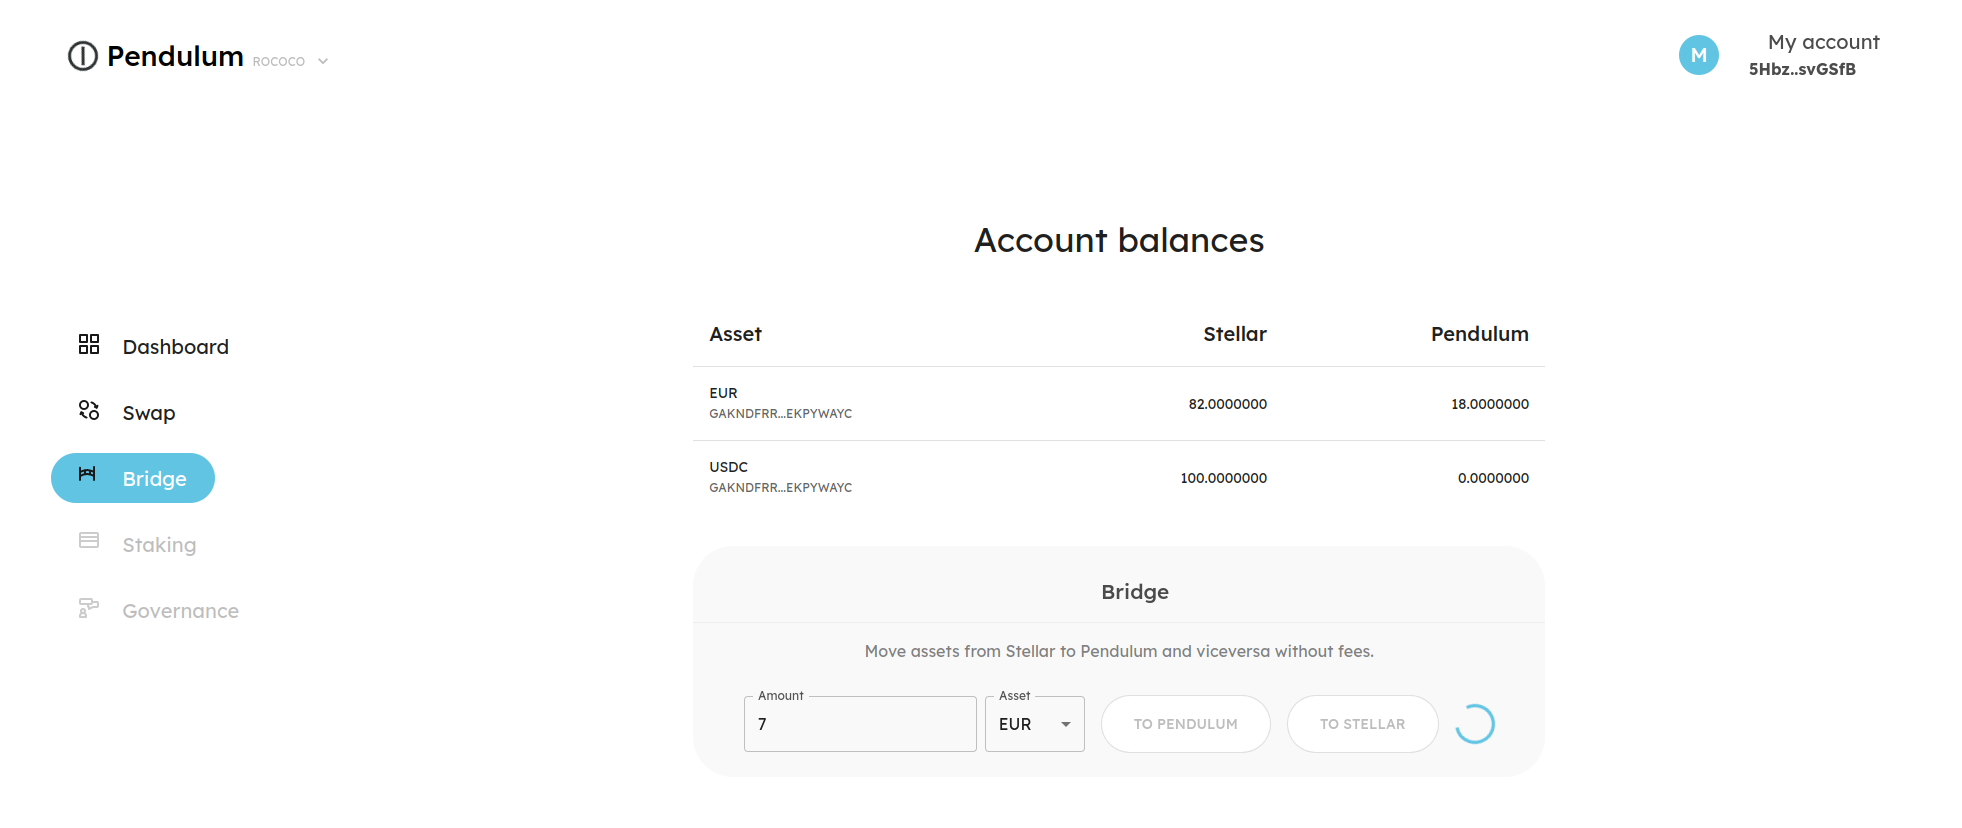 Pendulum ROCOCO
M
My account
5Hbz..svGSfB
Account balances
Asset Stellar Pendulum
EUR
GAKNDFRR...EKPYWAYC
82.0000000 18.0000000
USDC
GAKNDFRR...EKPYWAYC
100.0000000 0.0000000
Dashboard
Swap
Bridge
Staking
Governance
Bridge
Move assets from Stellar to Pendulum and viceversa without fees.
Amount
7
Asset
EUR
TO PENDULUM
TO STELLAR